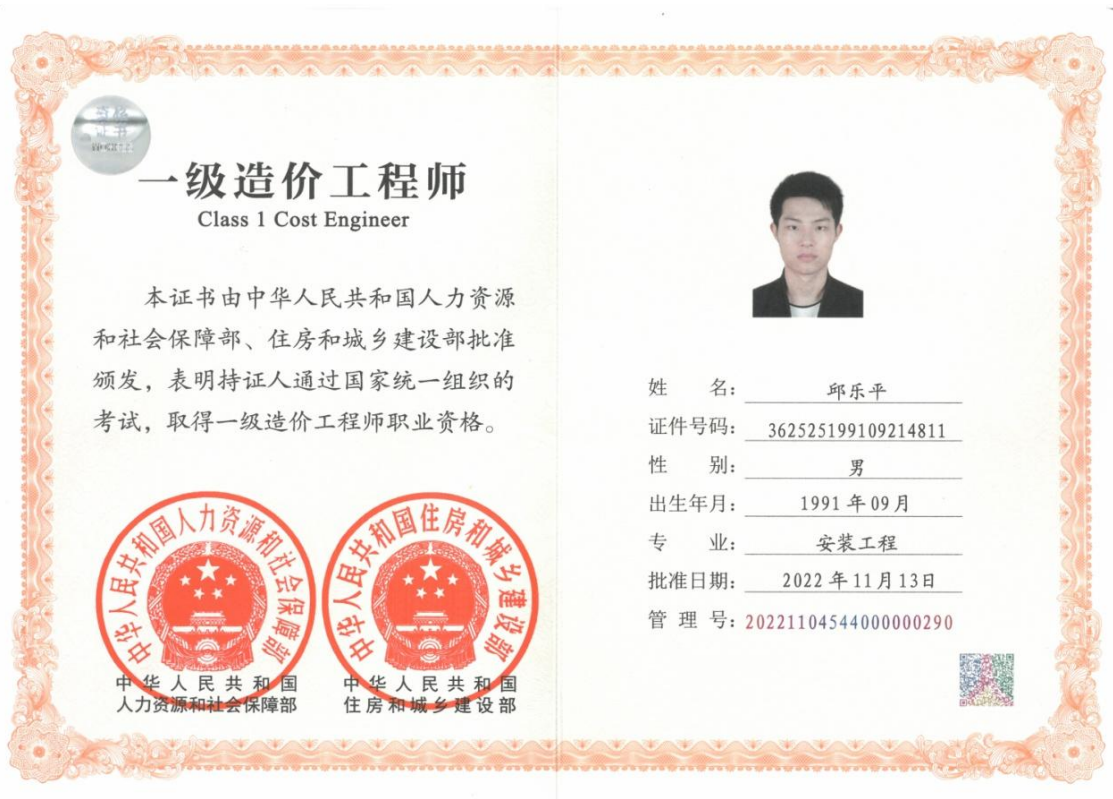 资格
证书
一级造价工程师
Class 1 Cost Engineer
本证书由中华人民共和国人力资源
和社会保障部、住房和城乡建设部批准
颁发，表明持证人通过国家统一组织的
考试，取得一级造价工程师职业资格。
中华人民共和国人力资源和社会保障部
中华人民共和国住房和城乡建设部
中华人民共和国
人力资源和社会保障部
中华人民共和国
住房和城乡建设部
姓 名：邱乐平
证件号码：362525199109214811
性 别：男
出生年月：1991年09月
专 业：安装工程
批准日期：2022年11月13日
管 理 号：20221104544000000290